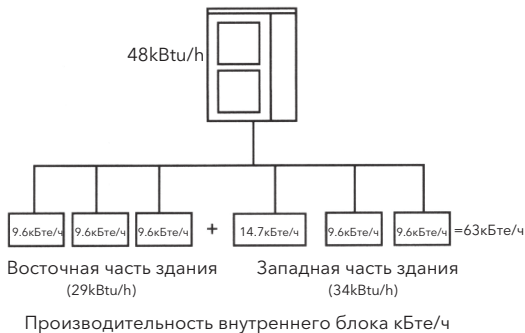 48kBtu/h
9.6кБте/ч 9.6кБте/ч 9.6кБте/ч + 14.7кБте/ч 9.6кБте/ч 9.6кБте/ч =63кБте/ч
Восточная часть здания Западная часть здания
(29kBtu/h) (34kBtu/h)
Производительность внутреннего блока кБте/ч